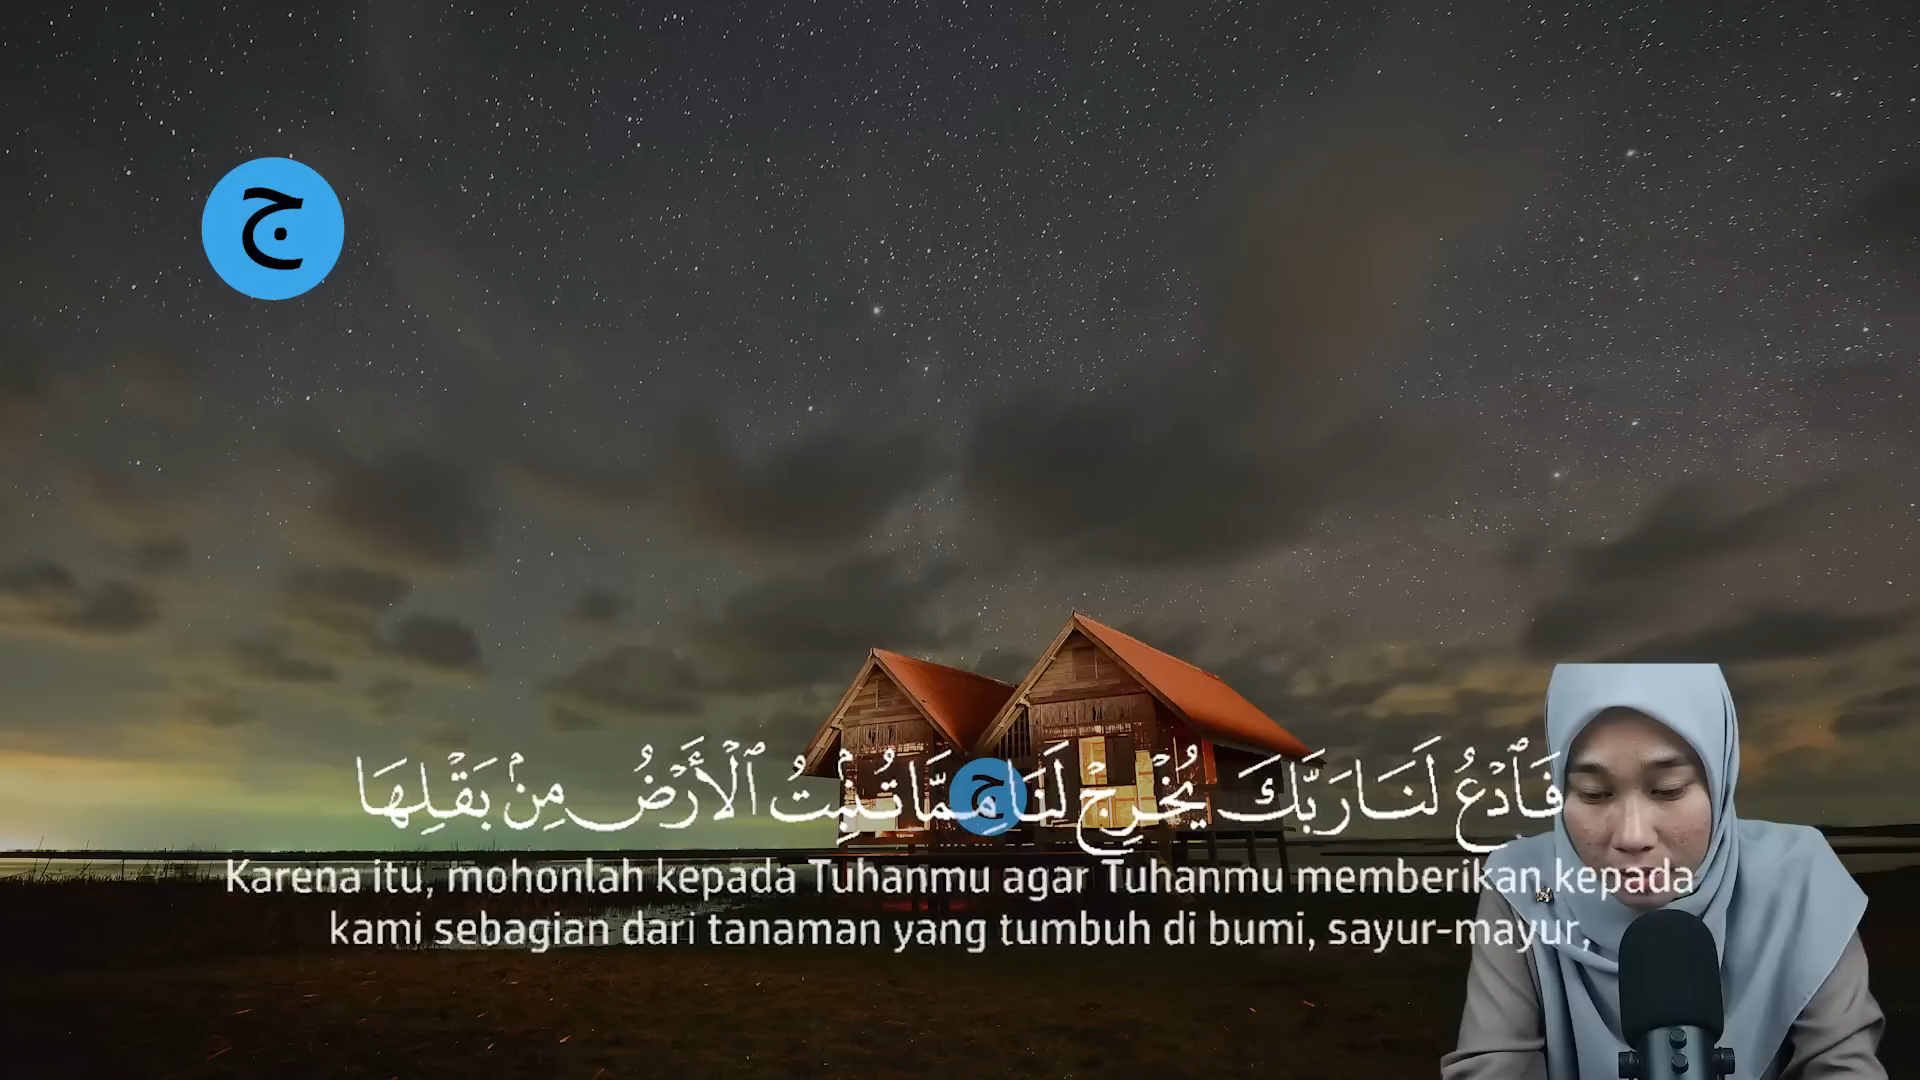 ج
فَٱدۡعُ لَنَا رَبَّكَ يُخۡرِجۡ لَنَا مِمَّا تُنۢبِتُ ٱلۡأَرۡضُ مِنۢ بَقۡلِهَا
ج
Karena itu, mohonlah kepada Tuhanmu agar Tuhanmu memberikan kepada
kami sebagian dari tanaman yang tumbuh di bumi, sayur-mayur,